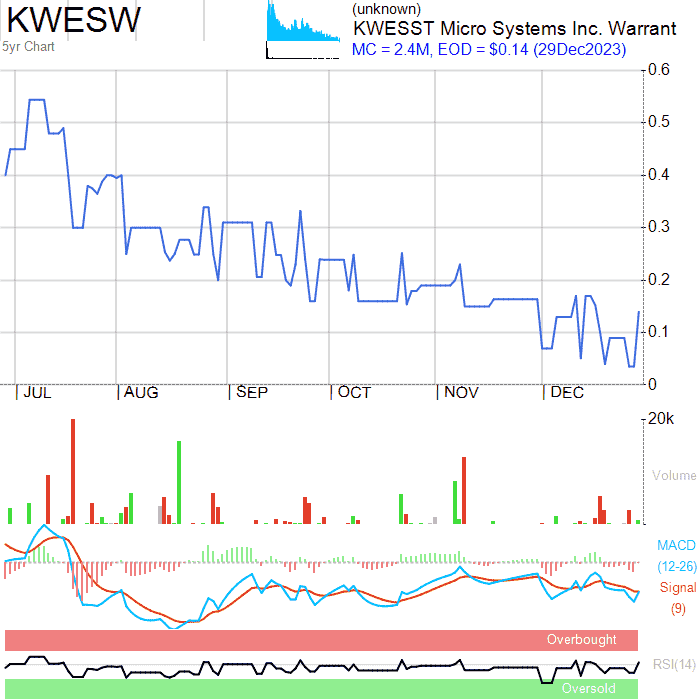 KWESW
5yr Chart
(unknown)
KWESST Micro Systems Inc. Warrant
MC = 2.4M, EOD = $0.14 (29Dec2023)
0.6
0.5
0.4
0.3
0.2
0.1
0
JUL AUG SEP OCT NOV DEC
20k
Volume
MACD
(12-26)
Signal
(9)
Overbought
RSI(14)
Oversold